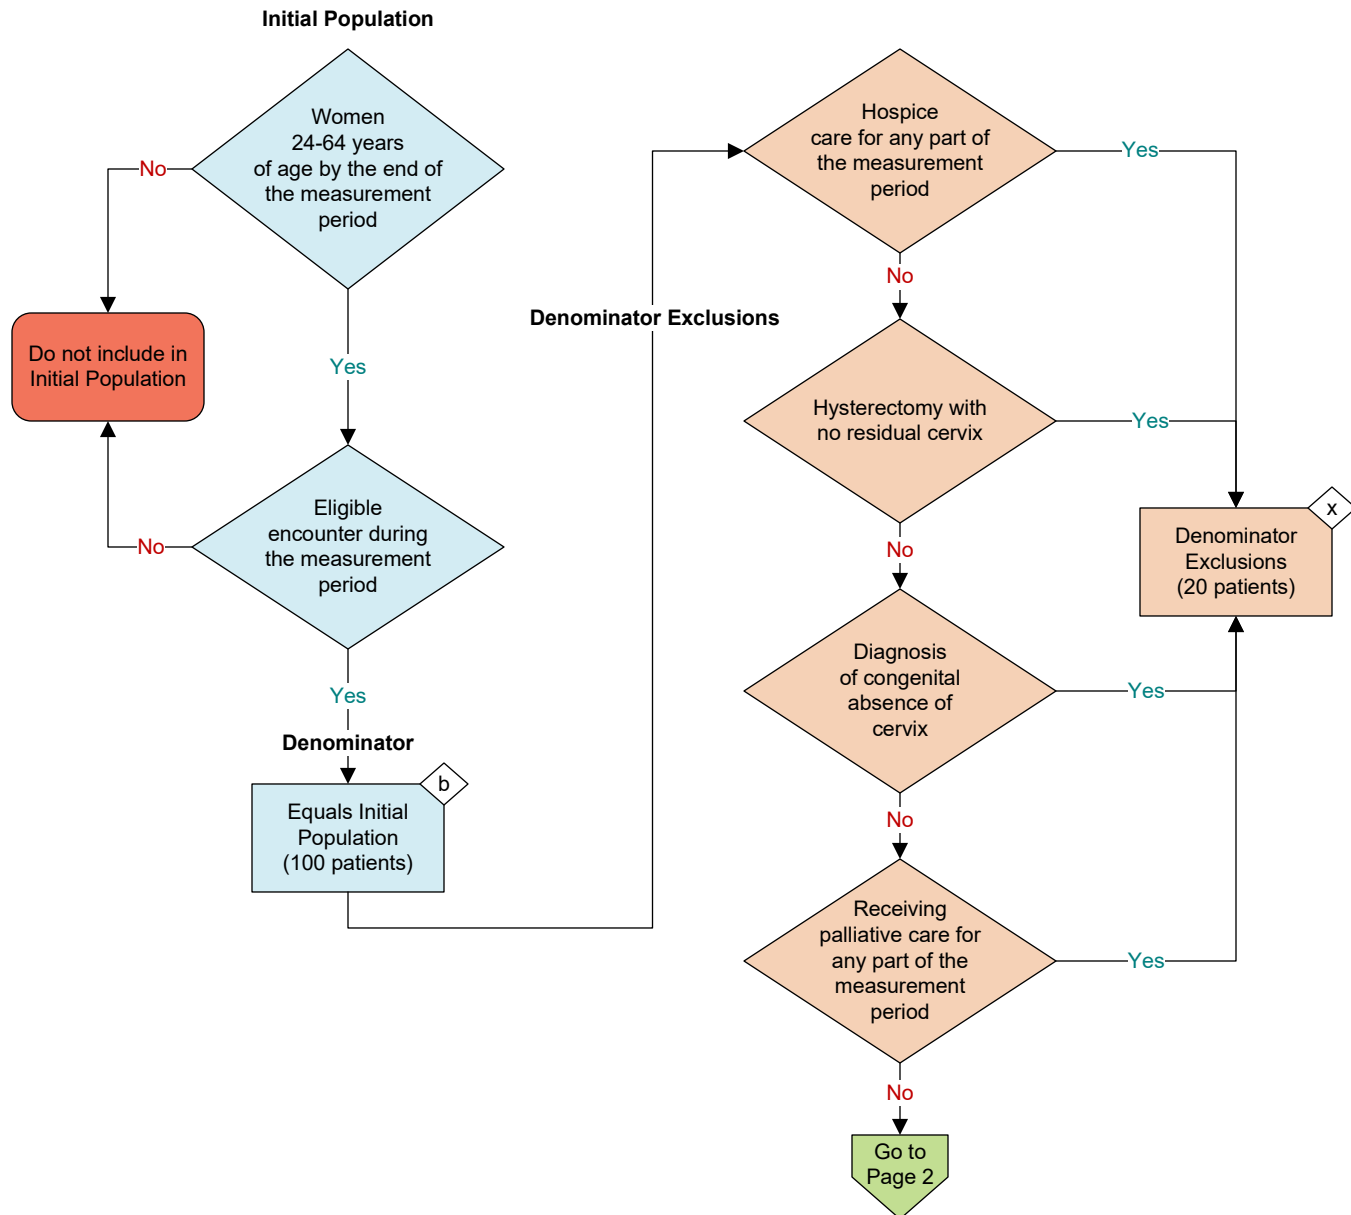 Initial Population
Women
24-64 years
of age by the end of
the measurement
period
No
Yes
Do not include in
Initial Population
Eligible
encounter during
the measurement
period
No
Yes
Denominator
b
Equals Initial
Population
(100 patients)
Denominator Exclusions
Hospice
care for any part of
the measurement
period
Yes
No
Hysterectomy with
no residual cervix
Yes
No
x
Denominator
Exclusions
(20 patients)
Diagnosis
of congenital
absence of
cervix
Yes
No
Receiving
palliative care for
any part of the
measurement
period
Yes
No
Go to
Page 2